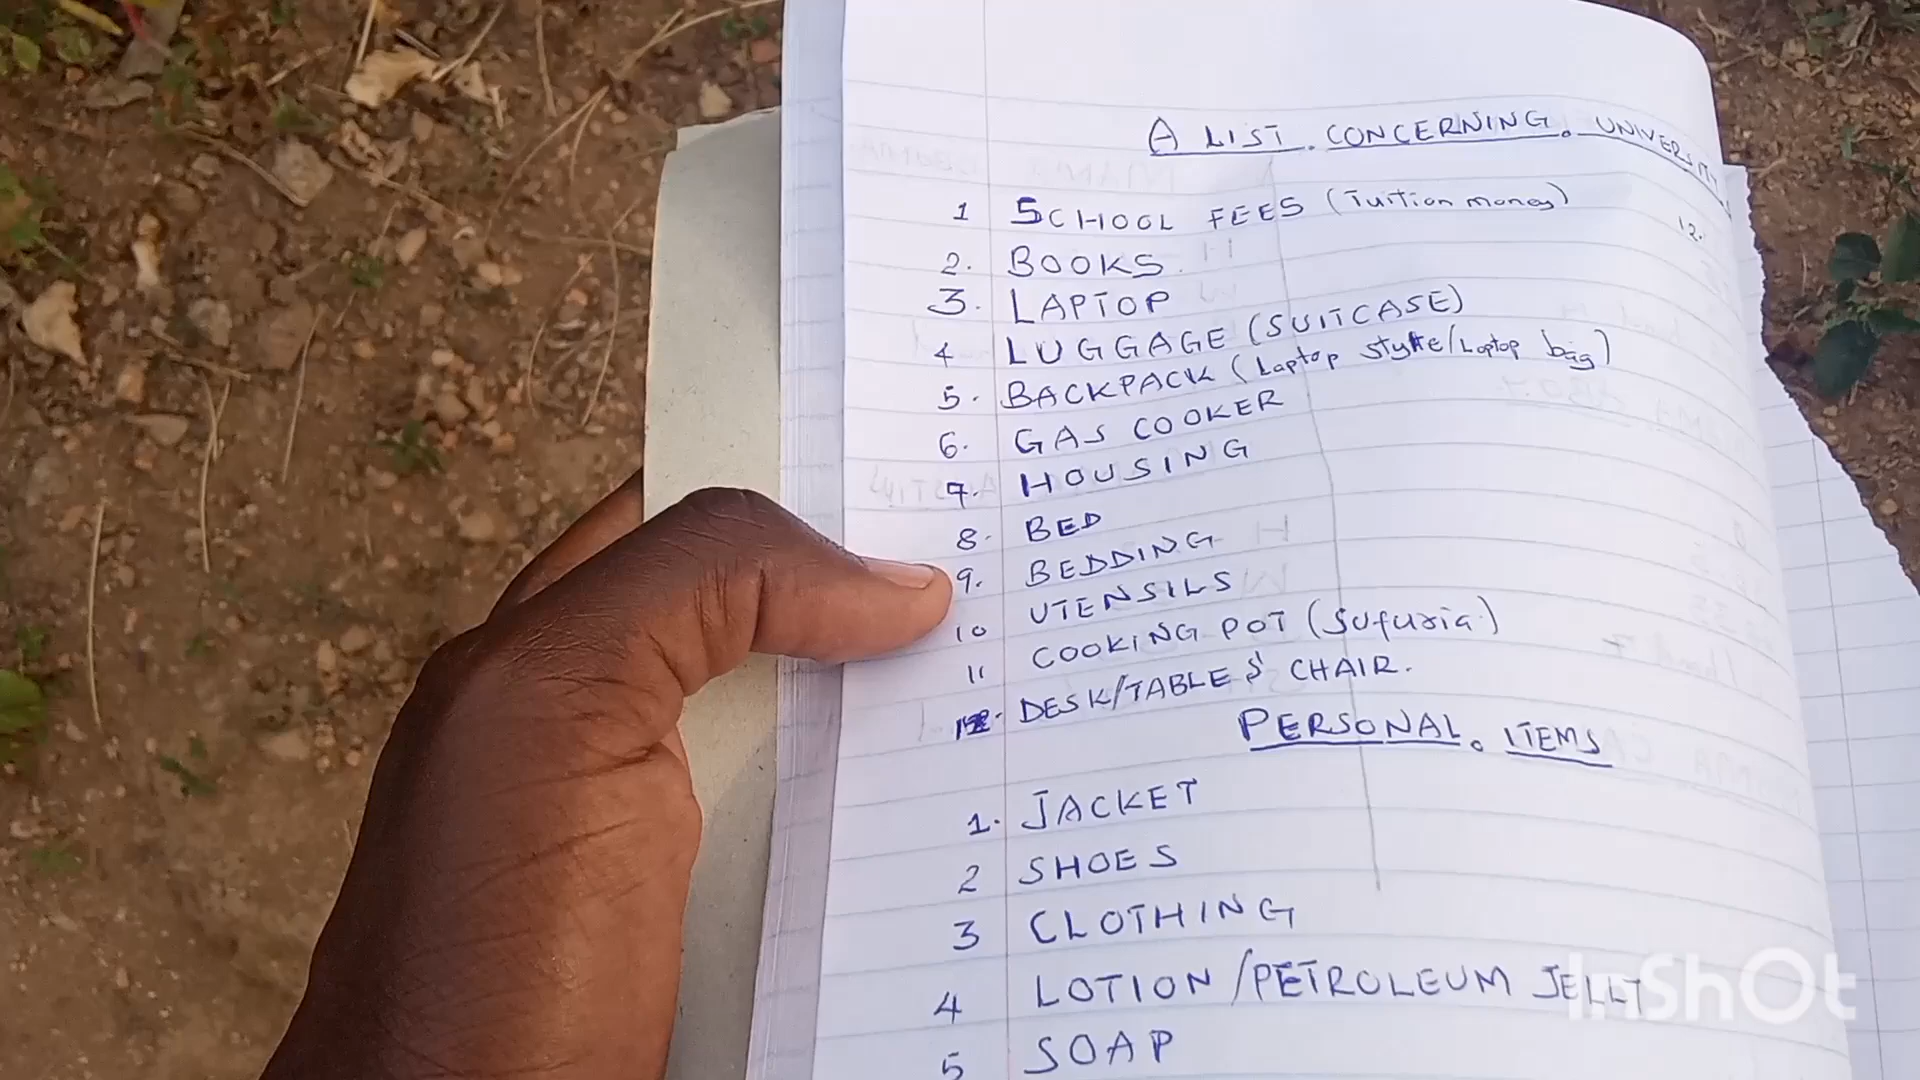 A LIST. CONCERNING. UNIVERSITY
1 SCHOOL FEES (Tuition money)
12.
2. BOOKS.
3. LAPTOP
4 LUGGAGE (SUITCASE)
5. BACKPACK (Laptop style/Laptop bag)
6. GAS COOKER
7. HOUSING
8. BED
9. BEDDING
10 UTENSILS
11 COOKING POT (Sufuria)
12. DESK/TABLE & CHAIR.
PERSONAL. ITEMS
1. JACKET
2 SHOES
3 CLOTHING
4 LOTION/PETROLEUM JELLY
5 SOAP
InShOt